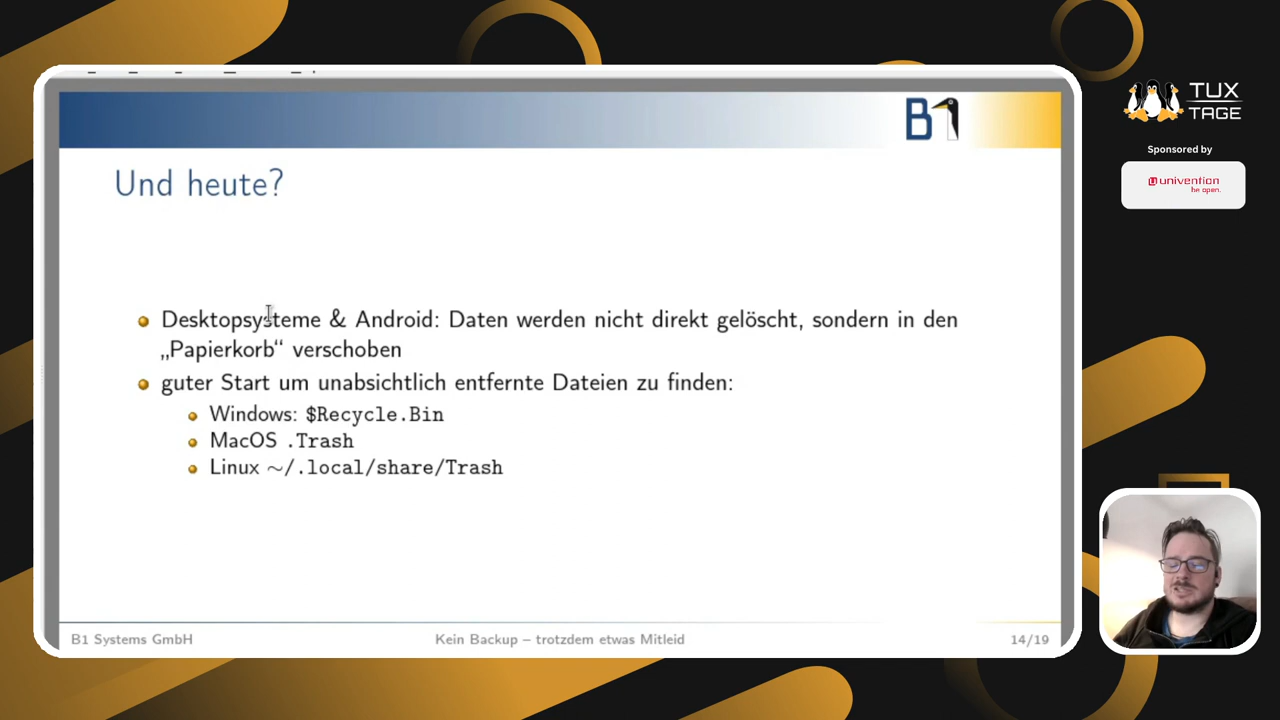 B1
TUX
TAGE
Sponsored by
univention
be open.
Und heute?
Desktopsysteme & Android: Daten werden nicht direkt gelöscht, sondern in den
„Papierkorb“ verschoben
guter Start um unabsichtlich entfernte Dateien zu finden:
Windows: $Recycle.Bin
MacOS .Trash
Linux ~/.local/share/Trash
B1 Systems GmbH
Kein Backup – trotzdem etwas Mitleid
14/19